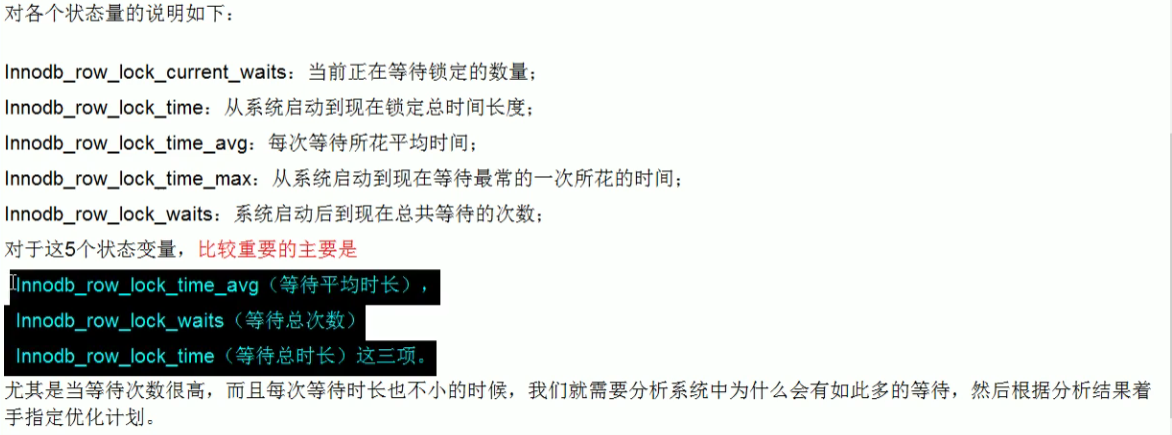 对各个状态量的说明如下：
Innodb_row_lock_current_waits：当前正在等待锁定的数量；
Innodb_row_lock_time：从系统启动到现在锁定总时间长度；
Innodb_row_lock_time_avg：每次等待所花平均时间；
Innodb_row_lock_time_max：从系统启动到现在等待最常的一次所花的时间；
Innodb_row_lock_waits：系统启动后到现在总共等待的次数；
对于这5个状态变量，比较重要的主要是
Innodb_row_lock_time_avg（等待平均时长），
Innodb_row_lock_waits（等待总次数）
Innodb_row_lock_time（等待总时长）这三项。
尤其是当等待次数很高，而且每次等待时长也不小的时候，我们就需要分析系统中为什么会有如此多的等待，然后根据分析结果着
手指定优化计划。